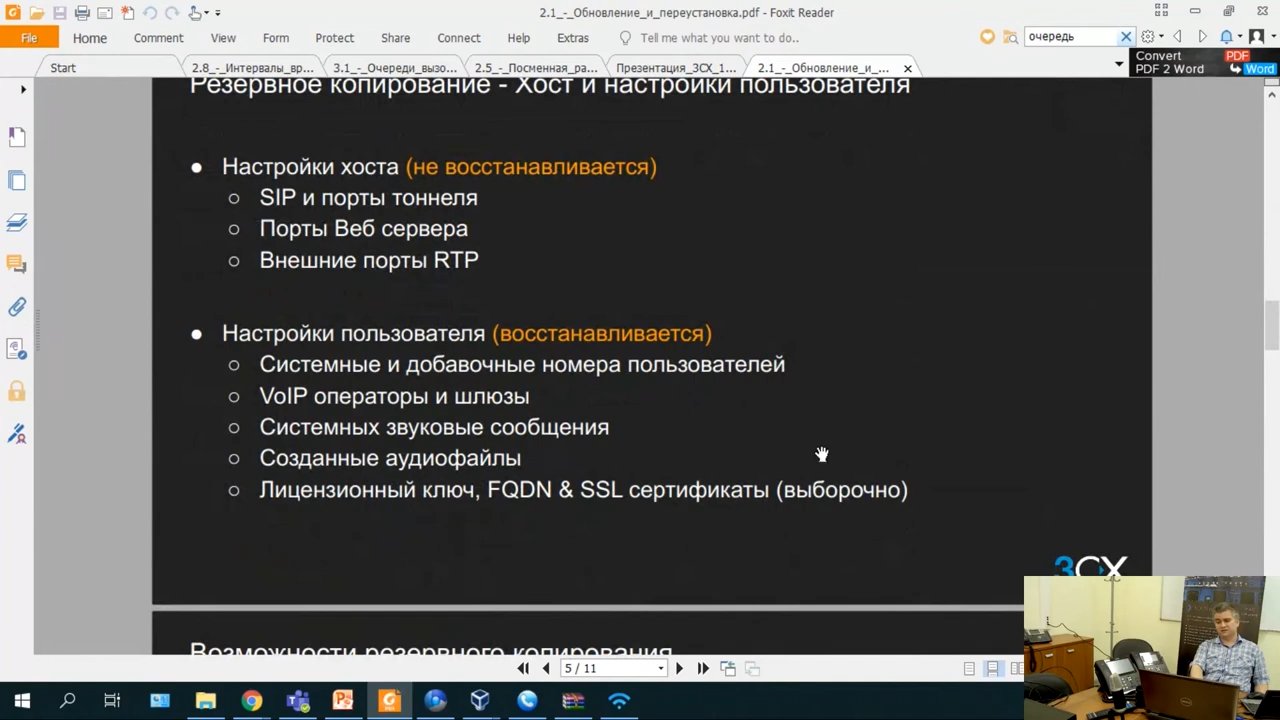 2.1_-_Обновление_и_переустановка.pdf - Foxit Reader
File Home Comment View Form Protect Share Connect Help Extras Tell me what you want to do... очередь
Start 2.8_-_Интервалы_вр... 3.1_-_Очереди_вызо... 2.5_-_Поименная_ра... Презентация_3CX_1... 2.1_-_Обновление_и_...
Convert PDF
PDF 2 Word Word
Резервное копирование - Хост и настройки пользователя
● Настройки хоста (не восстанавливается)
○ SIP и порты тоннеля
○ Порты Веб сервера
○ Внешние порты RTP
● Настройки пользователя (восстанавливается)
○ Системные и добавочные номера пользователей
○ VoIP операторы и шлюзы
○ Системных звуковые сообщения
○ Созданные аудиофайлы
○ Лицензионный ключ, FQDN & SSL сертификаты (выборочно)
3CX
Возможности резервного копирования
5 / 11